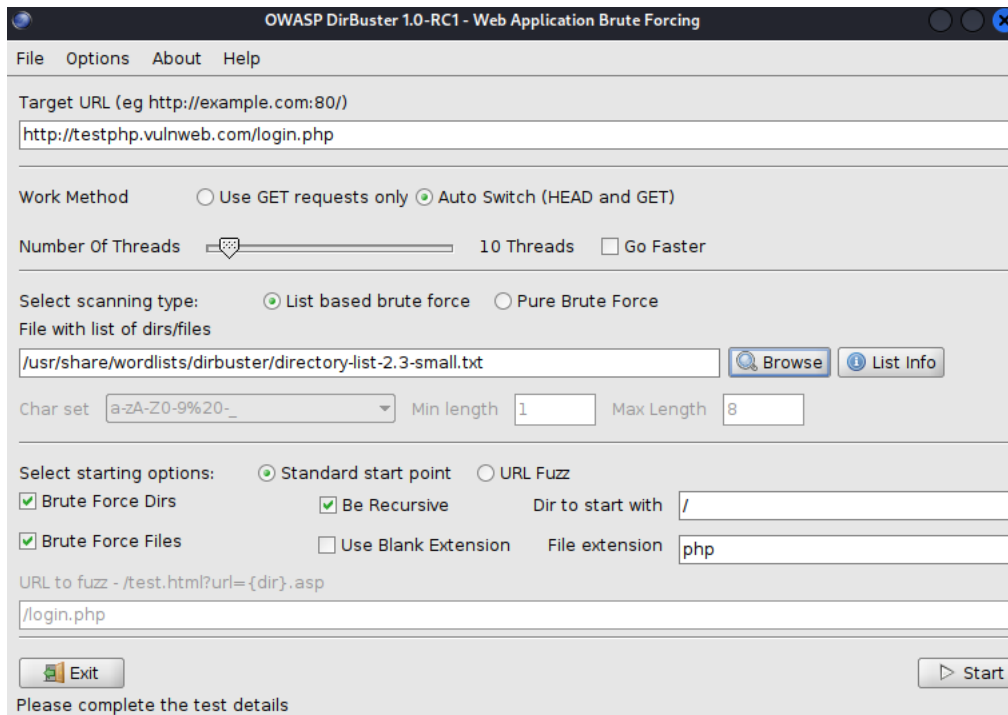 OWASP DirBuster 1.0-RC1 - Web Application Brute Forcing
File Options About Help
Target URL (eg http://example.com:80/)
http://testphp.vulnweb.com/login.php
Work Method Use GET requests only Auto Switch (HEAD and GET)
Number Of Threads 10 Threads Go Faster
Select scanning type: List based brute force Pure Brute Force
File with list of dirs/files
/usr/share/wordlists/dirbuster/directory-list-2.3-small.txt Browse List Info
Char set a-zA-Z0-9%20-_ Min length 1 Max Length 8
Select starting options: Standard start point URL Fuzz
Brute Force Dirs Be Recursive Dir to start with /
Brute Force Files Use Blank Extension File extension php
URL to fuzz - /test.html?url={dir}.asp
/login.php
Exit Start
Please complete the test details